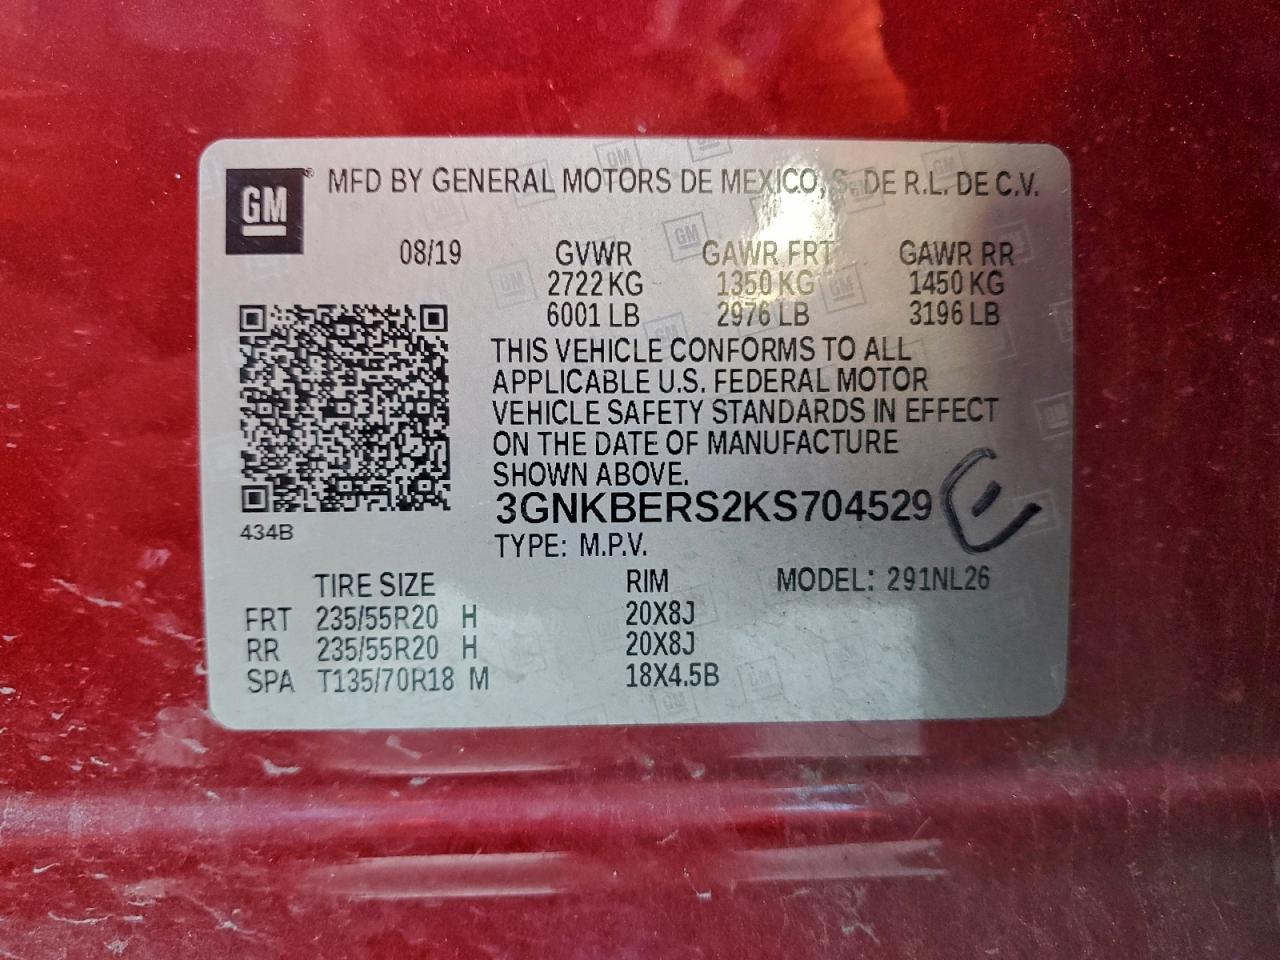 GM MFD BY GENERAL MOTORS DE MEXICO, S. DE R.L. DE C.V.
08/19 GVWR GAWR FRT GAWR RR
2722 KG 1350 KG 1450 KG
6001 LB 2976 LB 3196 LB
THIS VEHICLE CONFORMS TO ALL
APPLICABLE U.S. FEDERAL MOTOR
VEHICLE SAFETY STANDARDS IN EFFECT
ON THE DATE OF MANUFACTURE
SHOWN ABOVE.
3GNKBERS2KS704529 E
434B
TYPE: M.P.V.
TIRE SIZE RIM MODEL: 291NL26
FRT 235/55R20 H 20X8J
RR 235/55R20 H 20X8J
SPA T135/70R18 M 18X4.5B